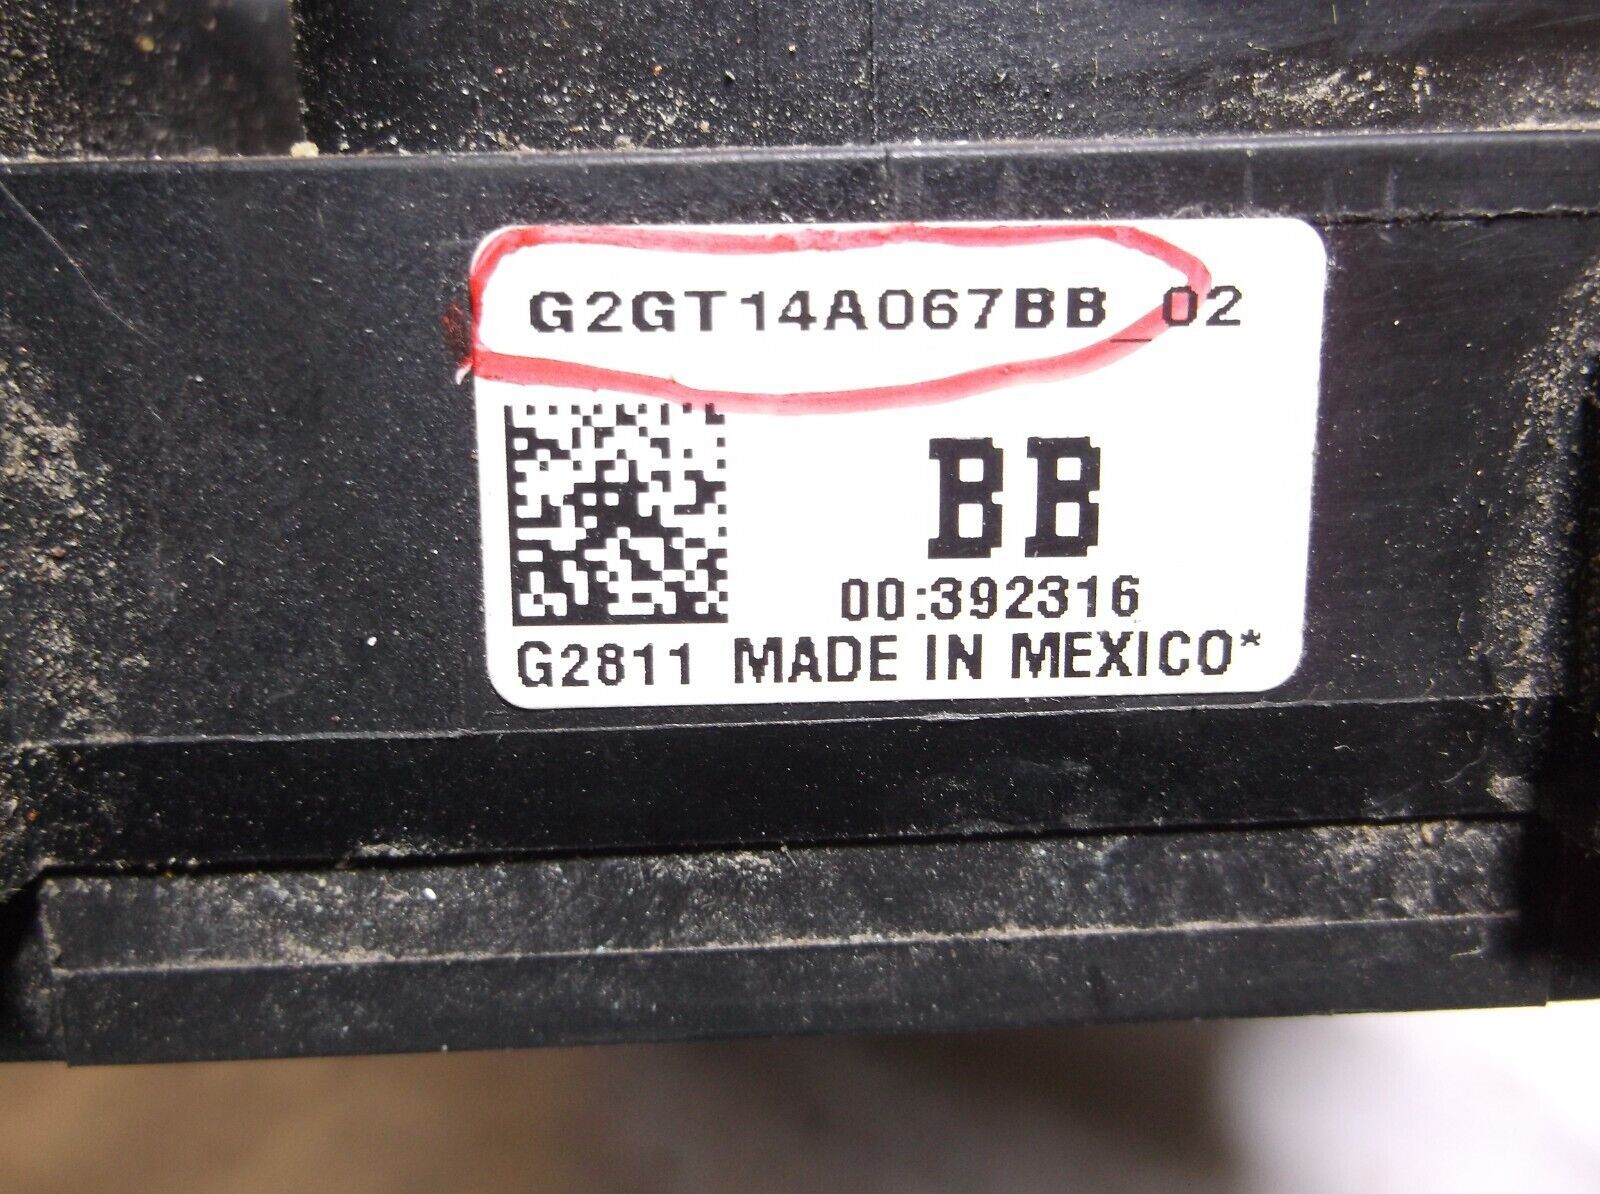 G2GT14A067BB_02
BB
00:392316
G2811 MADE IN MEXICO*